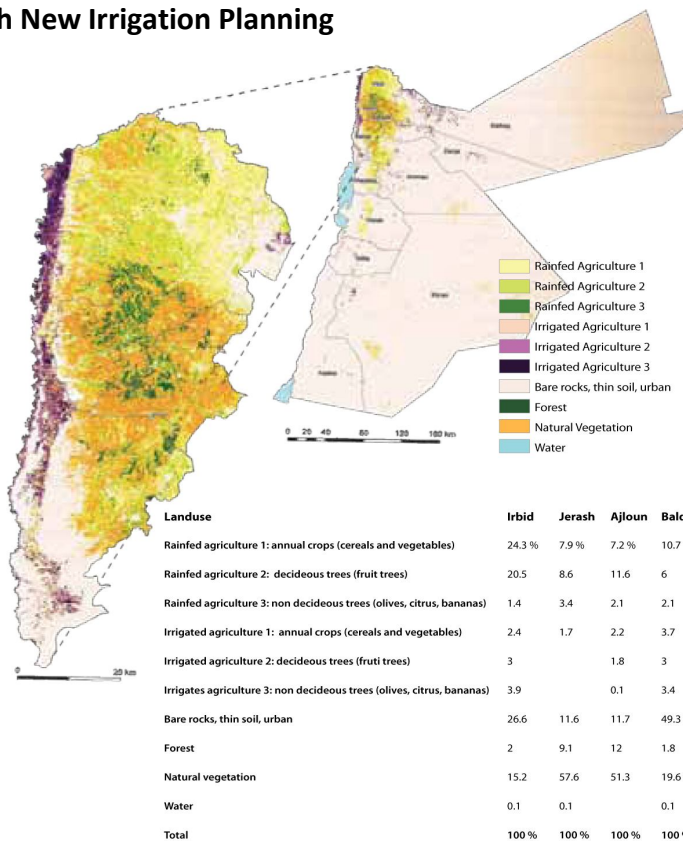 h New Irrigation Planning
Rainfed Agriculture 1
Rainfed Agriculture 2
Rainfed Agriculture 3
Irrigated Agriculture 1
Irrigated Agriculture 2
Irrigated Agriculture 3
Bare rocks, thin soil, urban
Forest
Natural Vegetation
Water
0 20 40 80 120 160 km
0 20 km
Landuse Irbid Jerash Ajloun Balq
Rainfed agriculture 1: annual crops (cereals and vegetables) 24.3 % 7.9 % 7.2 % 10.7
Rainfed agriculture 2: decideous trees (fruit trees) 20.5 8.6 11.6 6
Rainfed agriculture 3: non decideous trees (olives, citrus, bananas) 1.4 3.4 2.1 2.1
Irrigated agriculture 1: annual crops (cereals and vegetables) 2.4 1.7 2.2 3.7
Irrigated agriculture 2: decideous trees (fruti trees) 3 1.8 3
Irrigates agriculture 3: non decideous trees (olives, citrus, bananas) 3.9 0.1 3.4
Bare rocks, thin soil, urban 26.6 11.6 11.7 49.3
Forest 2 9.1 12 1.8
Natural vegetation 15.2 57.6 51.3 19.6
Water 0.1 0.1 0.1
Total 100 % 100 % 100 % 100 %